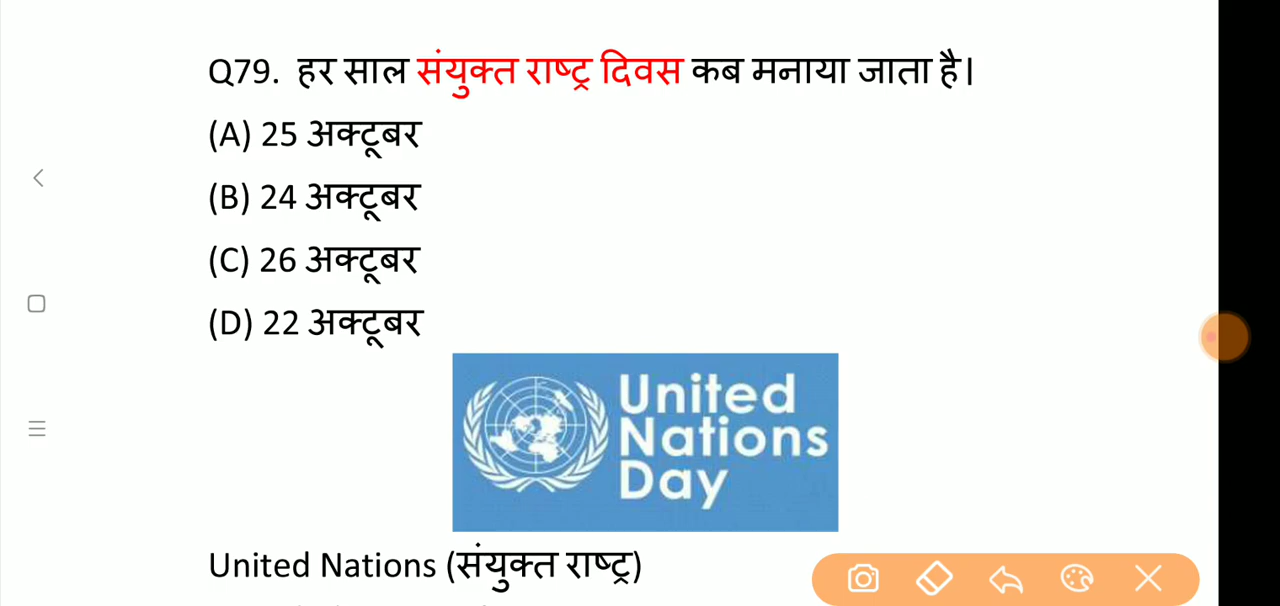 Q79. हर साल संयुक्त राष्ट्र दिवस कब मनाया जाता है।
(A) 25 अक्टूबर
(B) 24 अक्टूबर
(C) 26 अक्टूबर
(D) 22 अक्टूबर
United
Nations
Day
United Nations (संयुक्त राष्ट्र)